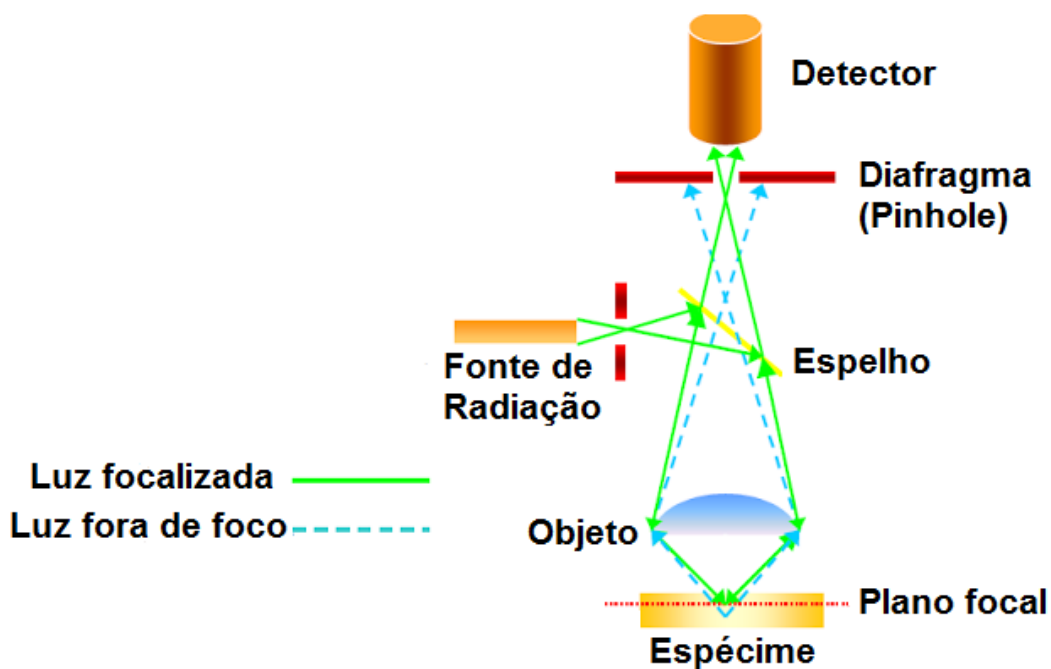 Detector
Diafragma
(Pinhole)
Espelho
Fonte de
Radiação
Luz focalizada
Luz fora de foco
Objeto
Plano focal
Espécime